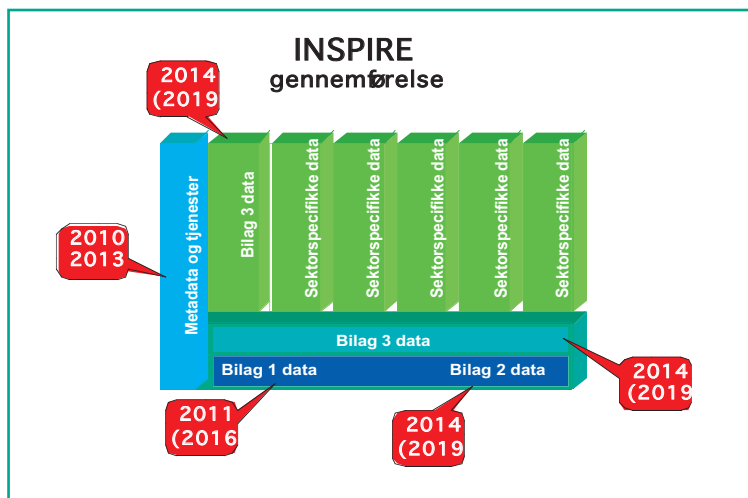 INSPIRE
gennemførelse
2014
(2019
2010
2013
Metadata og tjenester
Bilag 3 data
Sektorspecifikke data
Sektorspecifikke data
Sektorspecifikke data
Sektorspecifikke data
Sektorspecifikke data
Bilag 3 data
Bilag 1 data
Bilag 2 data
2014
(2019
2011
(2016
2014
(2019